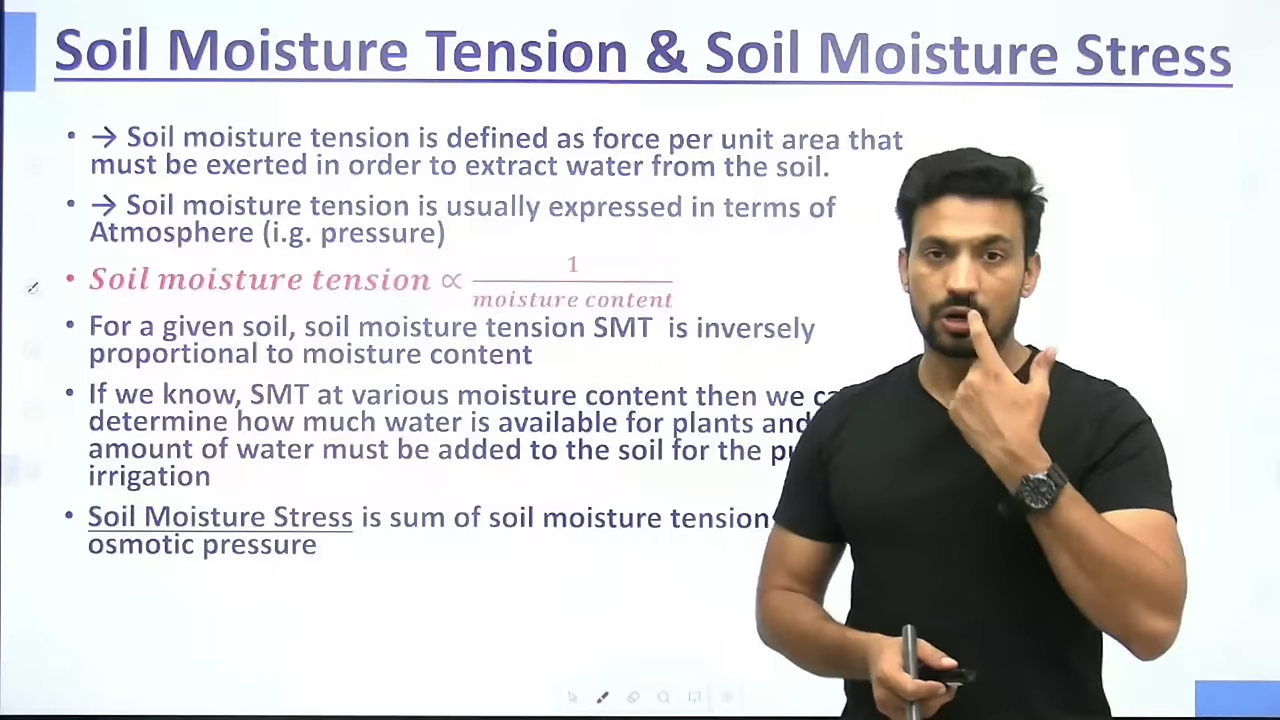 Soil Moisture Tension & Soil Moisture Stress
• → Soil moisture tension is defined as force per unit area that
must be exerted in order to extract water from the soil.
• → Soil moisture tension is usually expressed in terms of
Atmosphere (i.g. pressure)
• Soil moisture tension ∝ 1 / moisture content
• For a given soil, soil moisture tension SMT is inversely
proportional to moisture content
• If we know, SMT at various moisture content then we
determine how much water is available for plants and
amount of water must be added to the soil for the
irrigation
• Soil Moisture Stress is sum of soil moisture tension
osmotic pressure